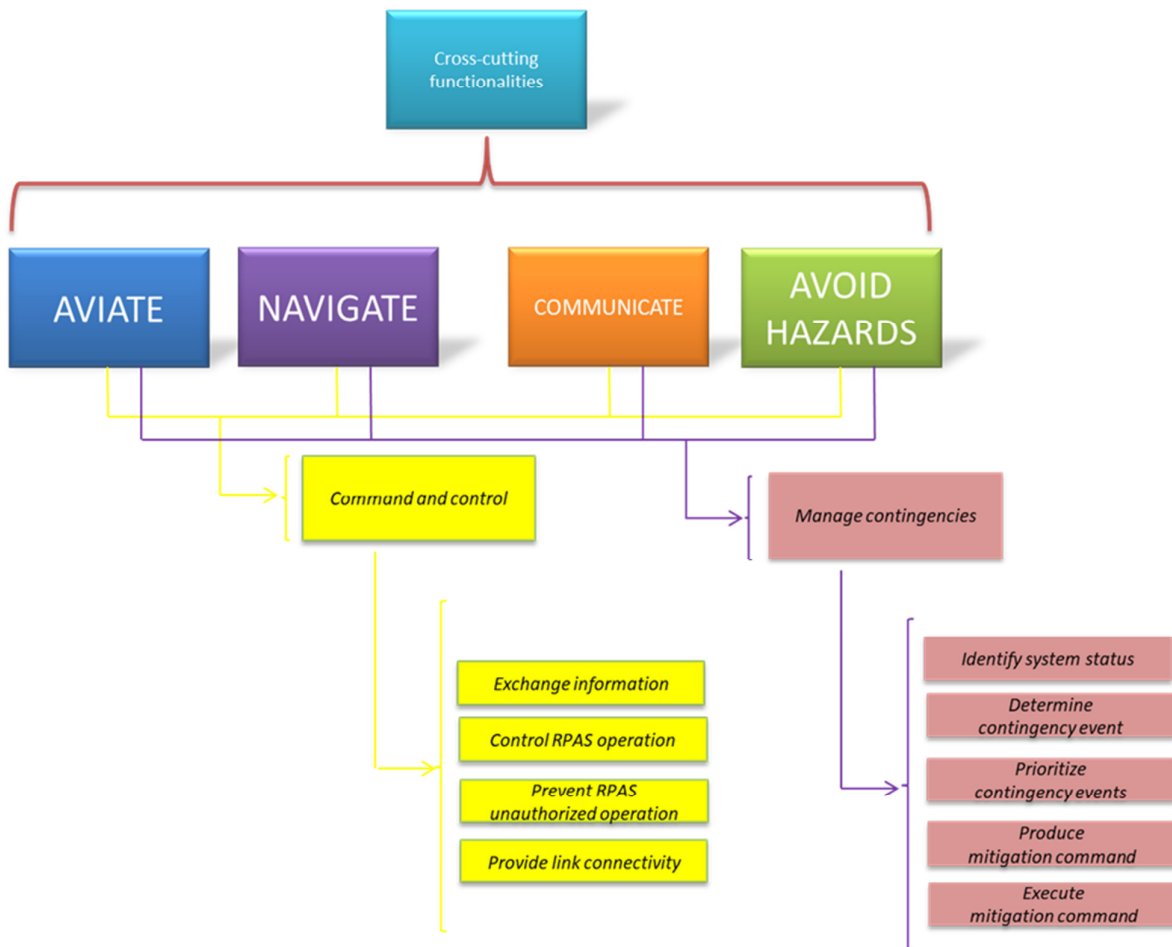 Cross-cutting
functionalities
AVIATE
NAVIGATE
COMMUNICATE
AVOID
HAZARDS
Command and control
Manage contingencies
Exchange information
Control RPAS operation
Prevent RPAS
unauthorized operation
Provide link connectivity
Identify system status
Determine
contingency event
Prioritize
contingency events
Produce
mitigation command
Execute
mitigation command